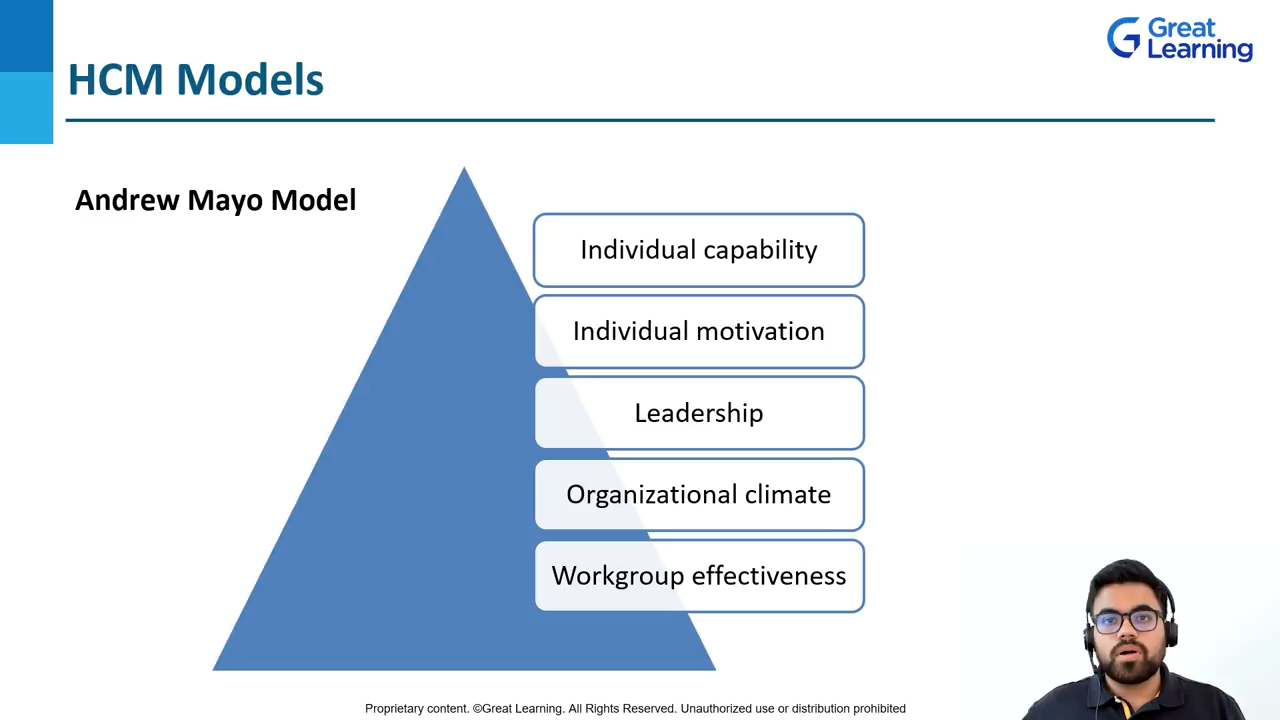 Great
Learning
HCM Models
Andrew Mayo Model
Individual capability
Individual motivation
Leadership
Organizational climate
Workgroup effectiveness
Proprietary content. ©Great Learning. All Rights Reserved. Unauthorized use or distribution prohibited